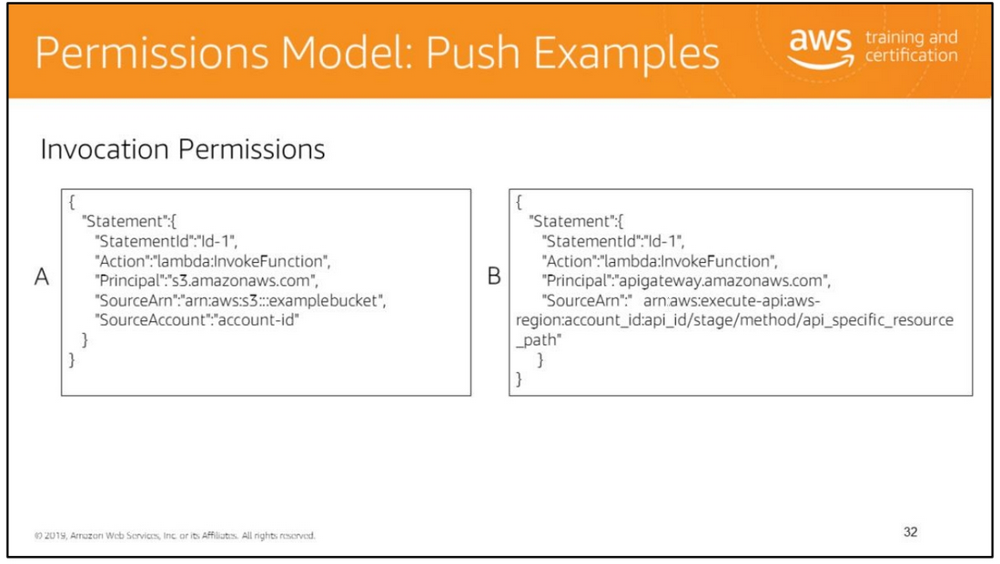 Permissions Model: Push Examples
aws training and
certification
Invocation Permissions
A
{
"Statement":{
"StatementId":"Id-1",
"Action":"lambda:InvokeFunction",
"Principal":"s3.amazonaws.com",
"SourceArn":"arn:aws:s3:::examplebucket",
"SourceAccount":"account-id"
}
}
B
{
"Statement":{
"StatementId":"Id-1",
"Action":"lambda:InvokeFunction",
"Principal":"apigateway.amazonaws.com",
"SourceArn":" arn:aws:execute-api:aws-
region:account_id:api_id/stage/method/api_specific_resource
_path"
}
}
© 2019, Amazon Web Services, Inc. or its Affiliates. All rights reserved.
32